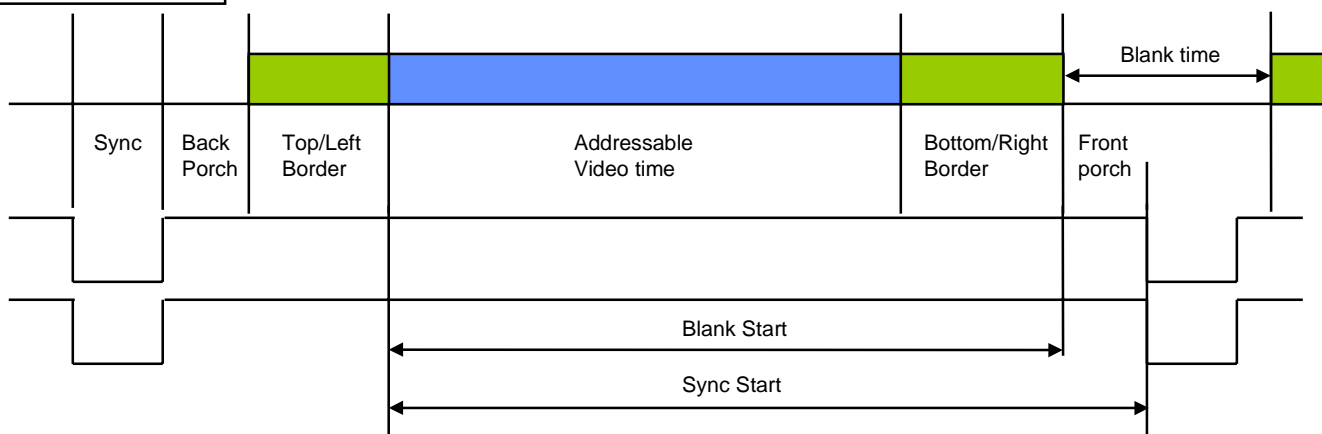 Blank time
Sync
Back
Porch
Top/Left
Border
Addressable
Video time
Bottom/Right
Border
Front
porch
Blank Start
Sync Start